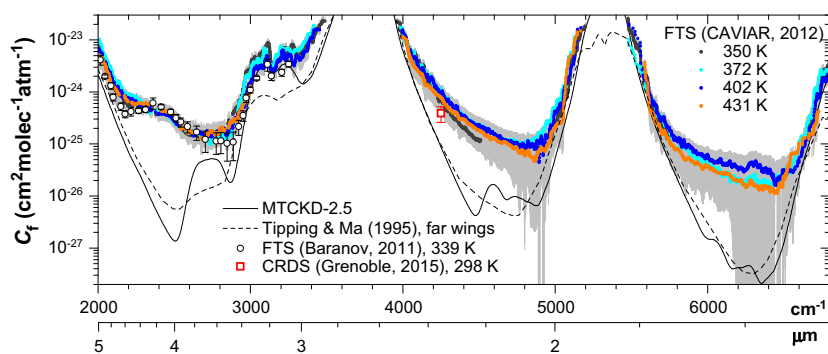 10⁻²³
10⁻²⁴
10⁻²⁵
10⁻²⁶
10⁻²⁷
C_f (cm²molec⁻¹atm⁻¹)
FTS (CAVIAR, 2012)
350 K
372 K
402 K
431 K
MTCKD-2.5
Tipping & Ma (1995), far wings
FTS (Baranov, 2011), 339 K
CRDS (Grenoble, 2015), 298 K
2000 3000 4000 5000 6000 cm⁻¹
5 4 3 2 μm